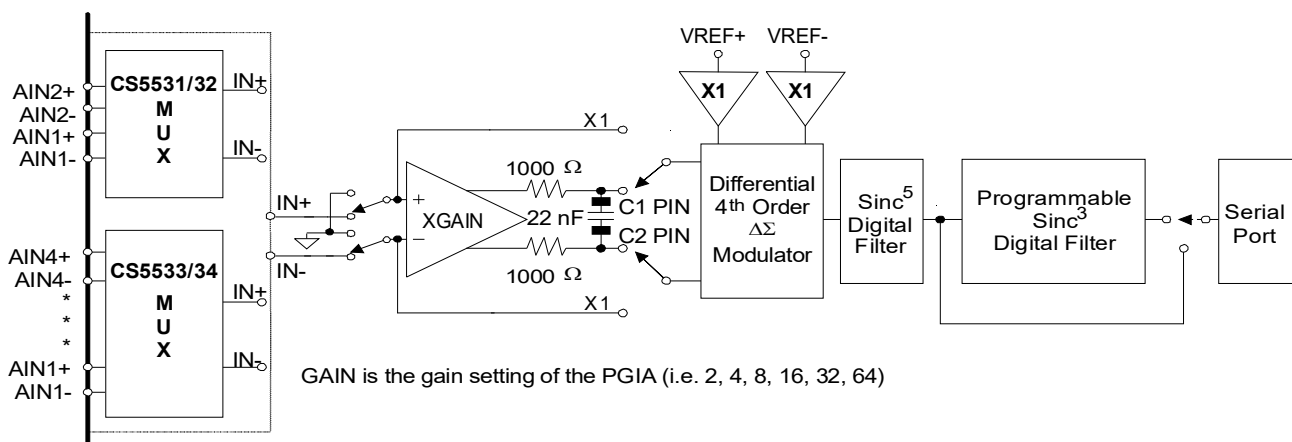 VREF+ VREF-
X1 X1
CS5531/32
M
U
X
IN+
IN-
AIN2+
AIN2-
AIN1+
AIN1-
CS5533/34
M
U
X
IN+
IN-
AIN4+
AIN4-
*
*
*
AIN1+
AIN1-
IN+
IN-
X1
+
XGAIN
−
1000 Ω
22 nF
C1 PIN
C2 PIN
1000 Ω
X1
Differential
4th Order
ΔΣ
Modulator
Sinc5
Digital
Filter
Programmable
Sinc3
Digital Filter
Serial
Port
GAIN is the gain setting of the PGIA (i.e. 2, 4, 8, 16, 32, 64)